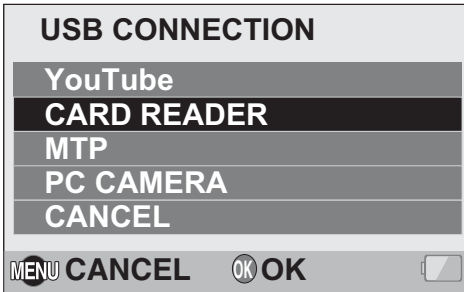 USB CONNECTION
YouTube
CARD READER
MTP
PC CAMERA
CANCEL
MENU CANCEL OK OK